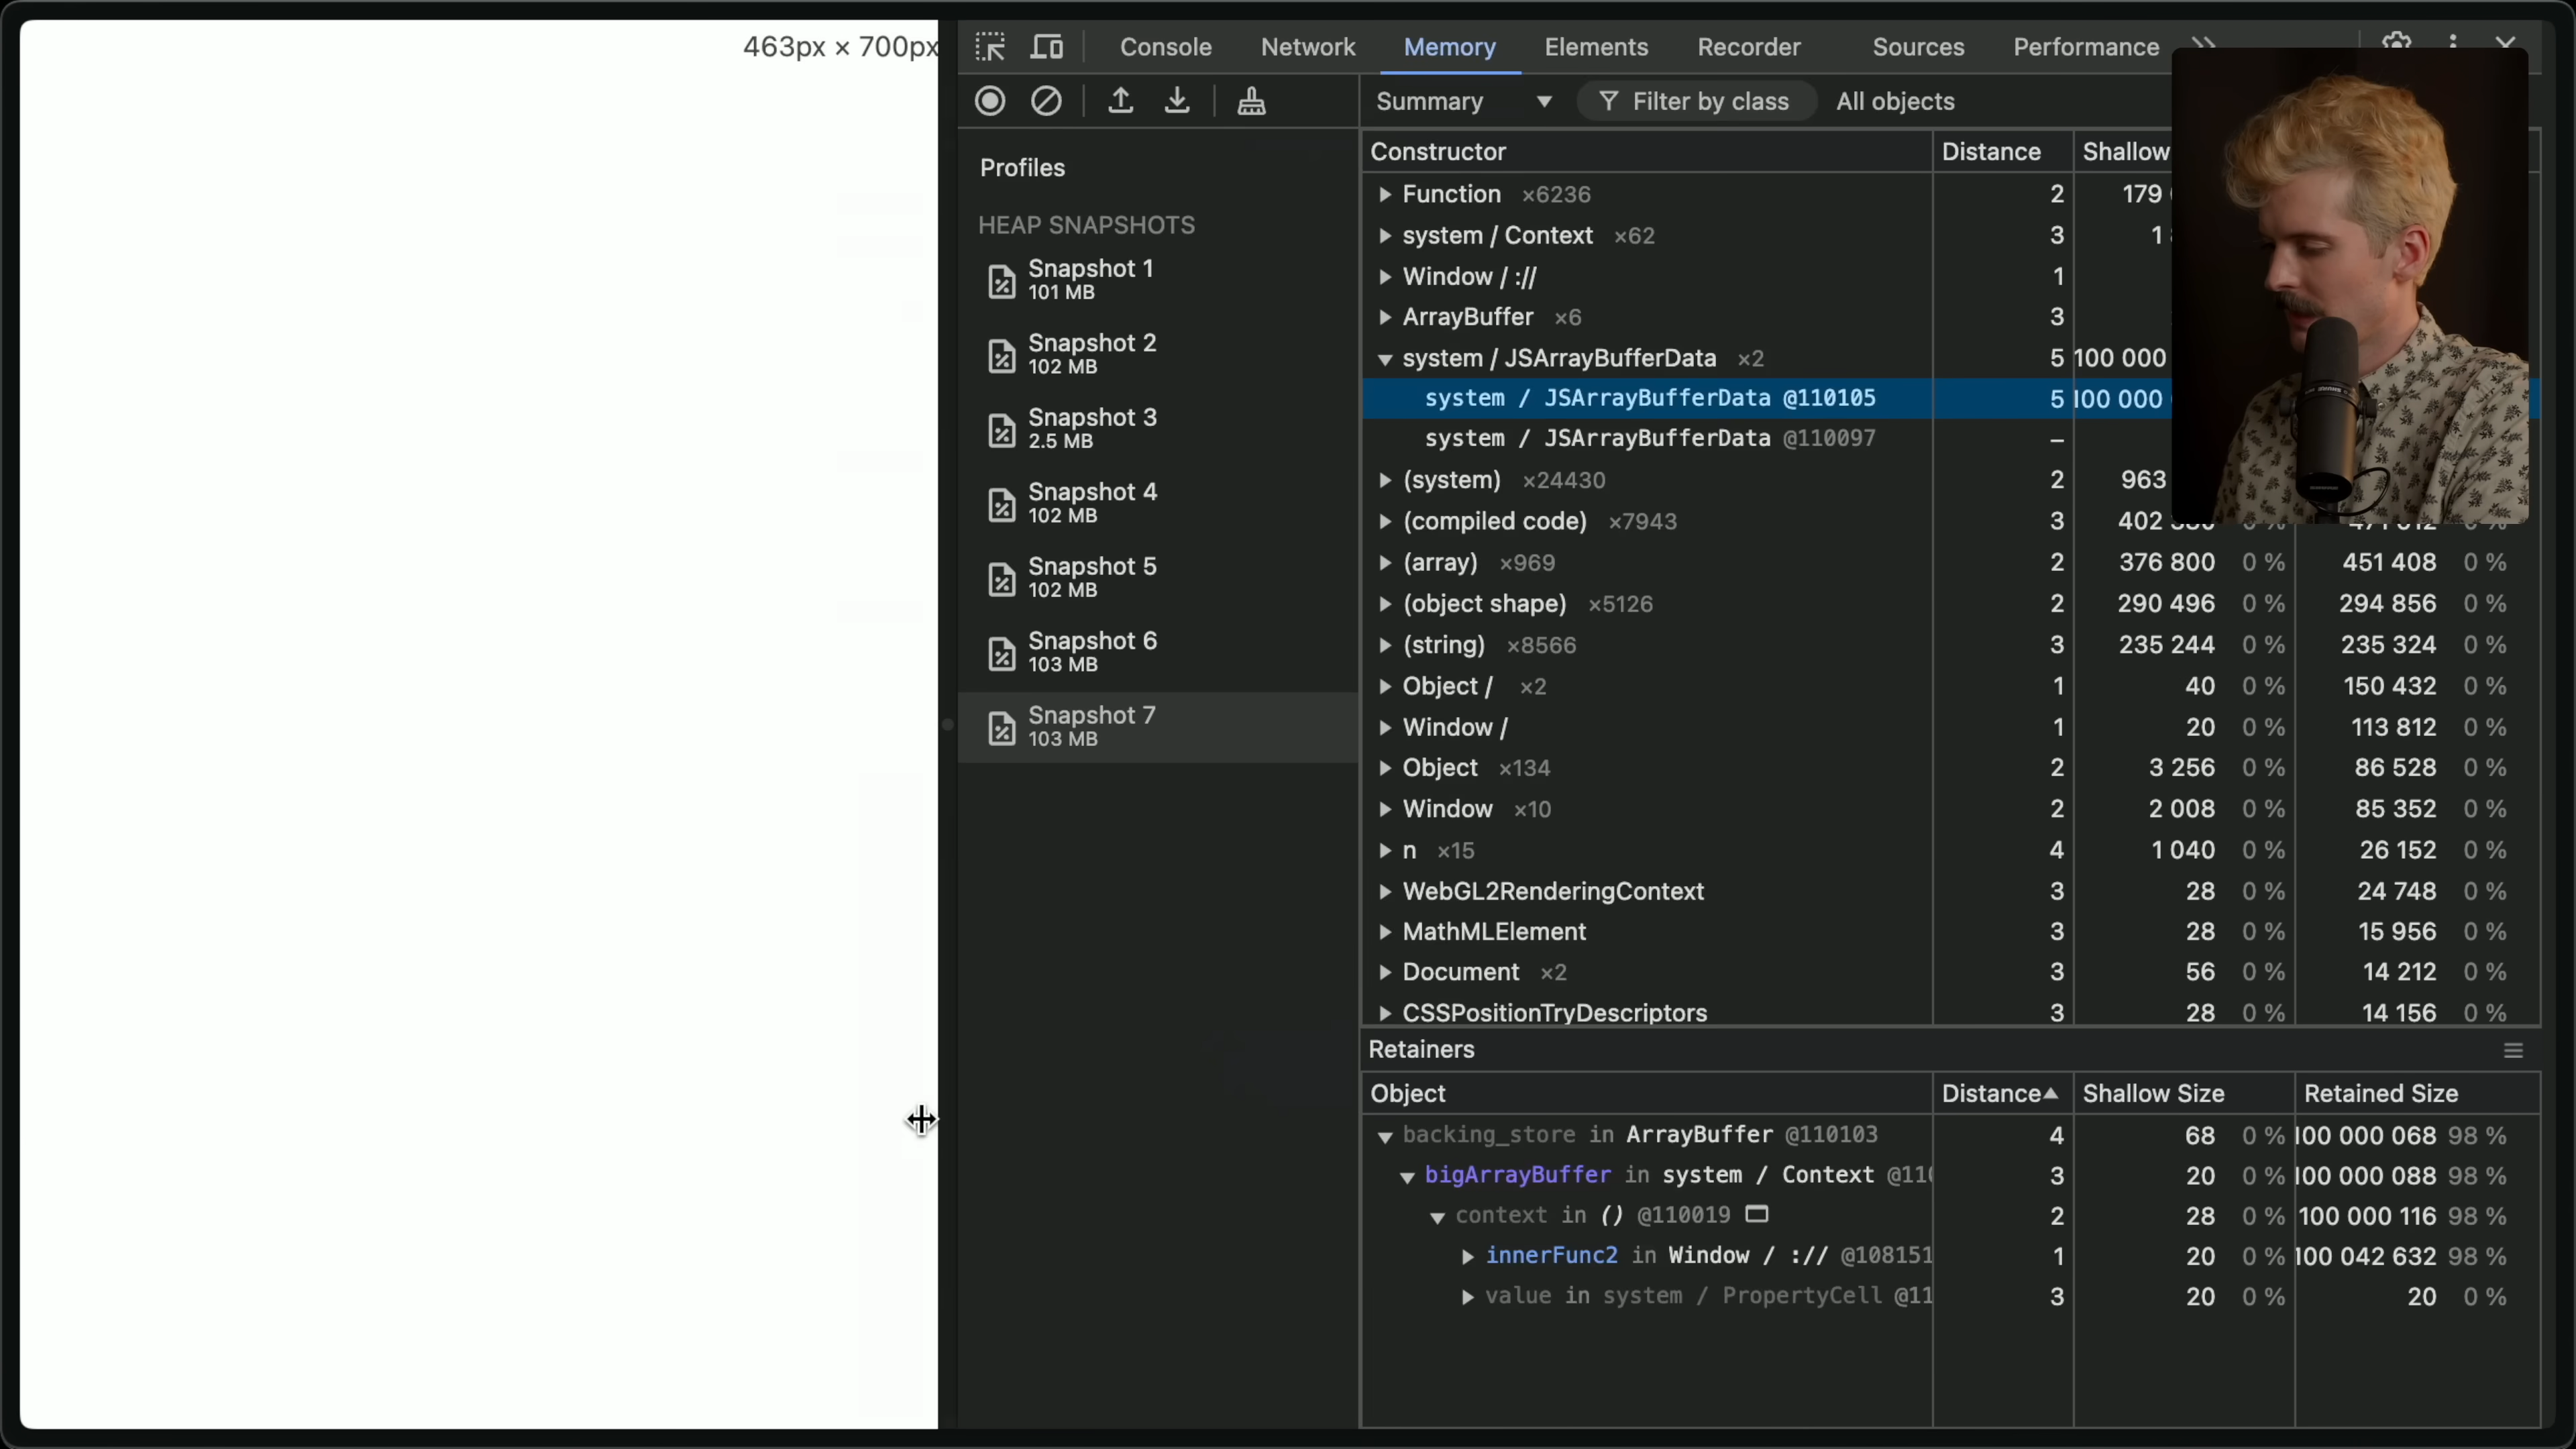 463px × 700px
Console Network Memory Elements Recorder Sources Performance
Summary Filter by class All objects
Profiles
HEAP SNAPSHOTS
Snapshot 1
101 MB
Snapshot 2
102 MB
Snapshot 3
2.5 MB
Snapshot 4
102 MB
Snapshot 5
102 MB
Snapshot 6
103 MB
Snapshot 7
103 MB
Constructor Distance Shallow
Function ×6236 2 179
system / Context ×62 3 1
Window / :// 1
ArrayBuffer ×6 3
system / JSArrayBufferData ×2 5 100 000
system / JSArrayBufferData @110105 5 100 000
system / JSArrayBufferData @110097 –
(system) ×24430 2 963
(compiled code) ×7943 3 402
(array) ×969 2 376 800 0 % 451 408 0 %
(object shape) ×5126 2 290 496 0 % 294 856 0 %
(string) ×8566 3 235 244 0 % 235 324 0 %
Object / ×2 1 40 0 % 150 432 0 %
Window / 1 20 0 % 113 812 0 %
Object ×134 2 3 256 0 % 86 528 0 %
Window ×10 2 2 008 0 % 85 352 0 %
n ×15 4 1 040 0 % 26 152 0 %
WebGL2RenderingContext 3 28 0 % 24 748 0 %
MathMLElement 3 28 0 % 15 956 0 %
Document ×2 3 56 0 % 14 212 0 %
CSSPositionTryDescriptors 3 28 0 % 14 156 0 %
Retainers
Object Distance Shallow Size Retained Size
backing_store in ArrayBuffer @110103 4 68 0 % 100 000 068 98 %
bigArrayBuffer in system / Context @110 3 20 0 % 100 000 088 98 %
context in () @110019 2 28 0 % 100 000 116 98 %
innerFunc2 in Window / :// @108151 1 20 0 % 100 042 632 98 %
value in system / PropertyCell @11 3 20 0 % 20 0 %